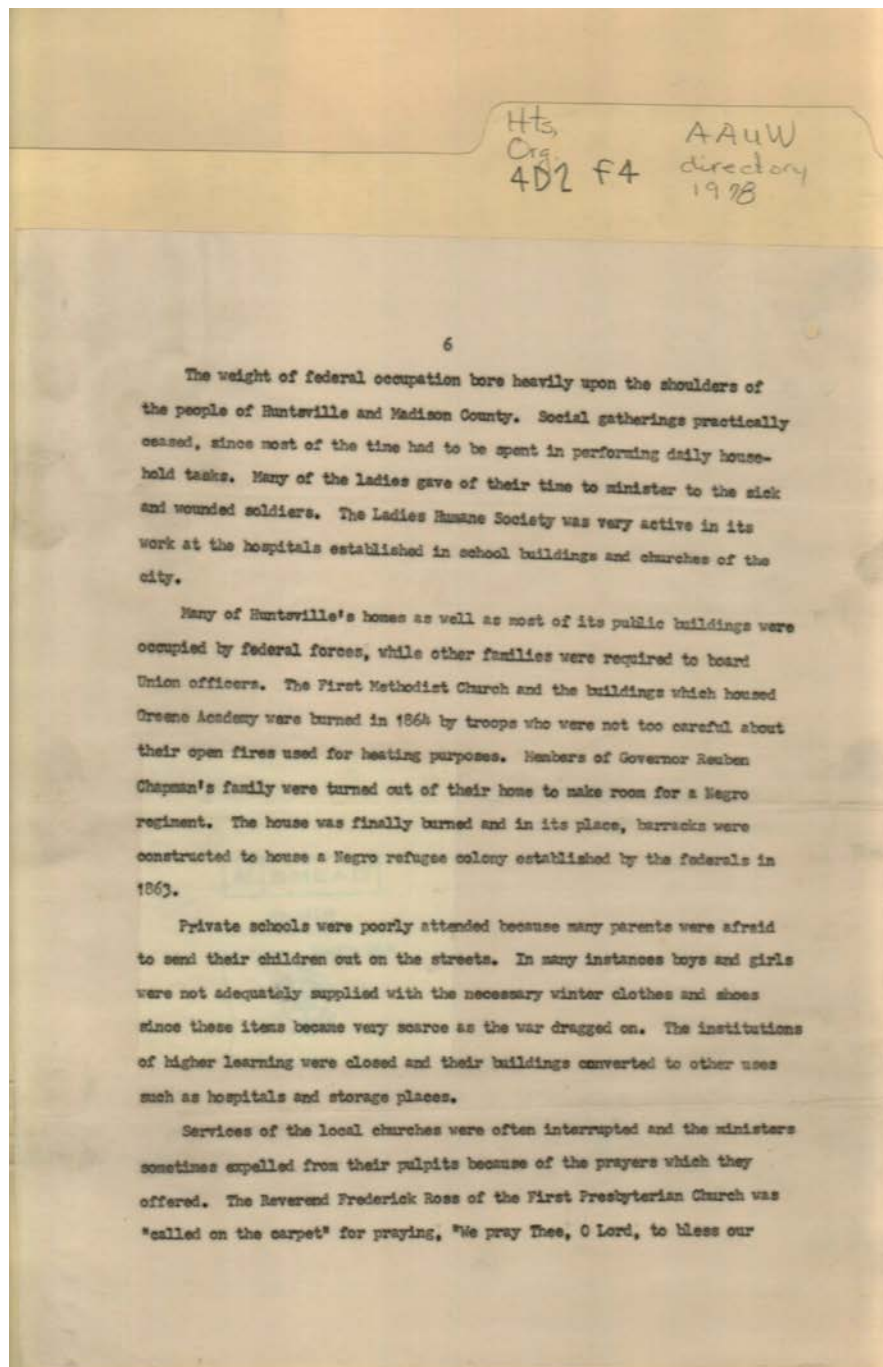 Hts,
Org.
4D2 F4
AAUW
directory
1978
6
The weight of federal occupation bore heavily upon the shoulders of
the people of Huntsville and Madison County. Social gatherings practically
ceased, since most of the time had to be spent in performing daily house-
hold tasks. Many of the ladies gave of their time to minister to the sick
and wounded soldiers. The Ladies Humane Society was very active in its
work at the hospitals established in school buildings and churches of the
city.
Many of Huntsville's homes as well as most of its public buildings were
occupied by federal forces, while other families were required to board
Union officers. The First Methodist Church and the buildings which housed
Greene Academy were burned in 1864 by troops who were not too careful about
their open fires used for heating purposes. Members of Governor Reuben
Chapman's family were turned out of their home to make room for a Negro
regiment. The house was finally burned and in its place, barracks were
constructed to house a Negro refugee colony established by the federals in
1863.
Private schools were poorly attended because many parents were afraid
to send their children out on the streets. In many instances boys and girls
were not adequately supplied with the necessary winter clothes and shoes
since these items became very scarce as the war dragged on. The institutions
of higher learning were closed and their buildings converted to other uses
such as hospitals and storage places.
Services of the local churches were often interrupted and the ministers
sometimes expelled from their pulpits because of the prayers which they
offered. The Reverend Frederick Ross of the First Presbyterian Church was
"called on the carpet" for praying, "We pray Thee, O Lord, to bless our